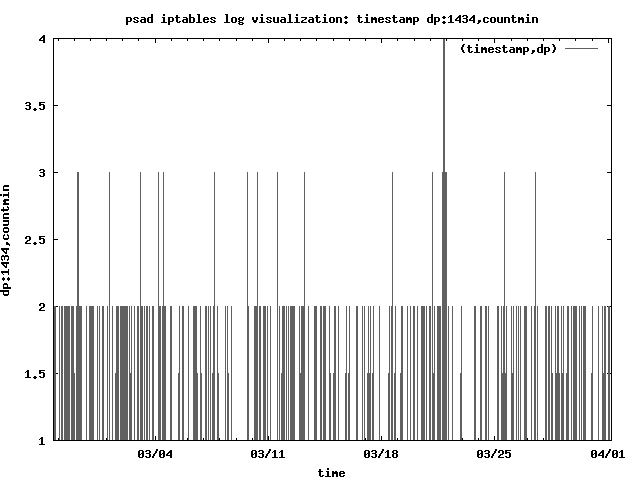 psad iptables log visualization: timestamp dp:1434,countmin
(timestamp,dp)
4
3.5
3
2.5
2
1.5
1
dp:1434,countmin
03/04 03/11 03/18 03/25 04/01
time